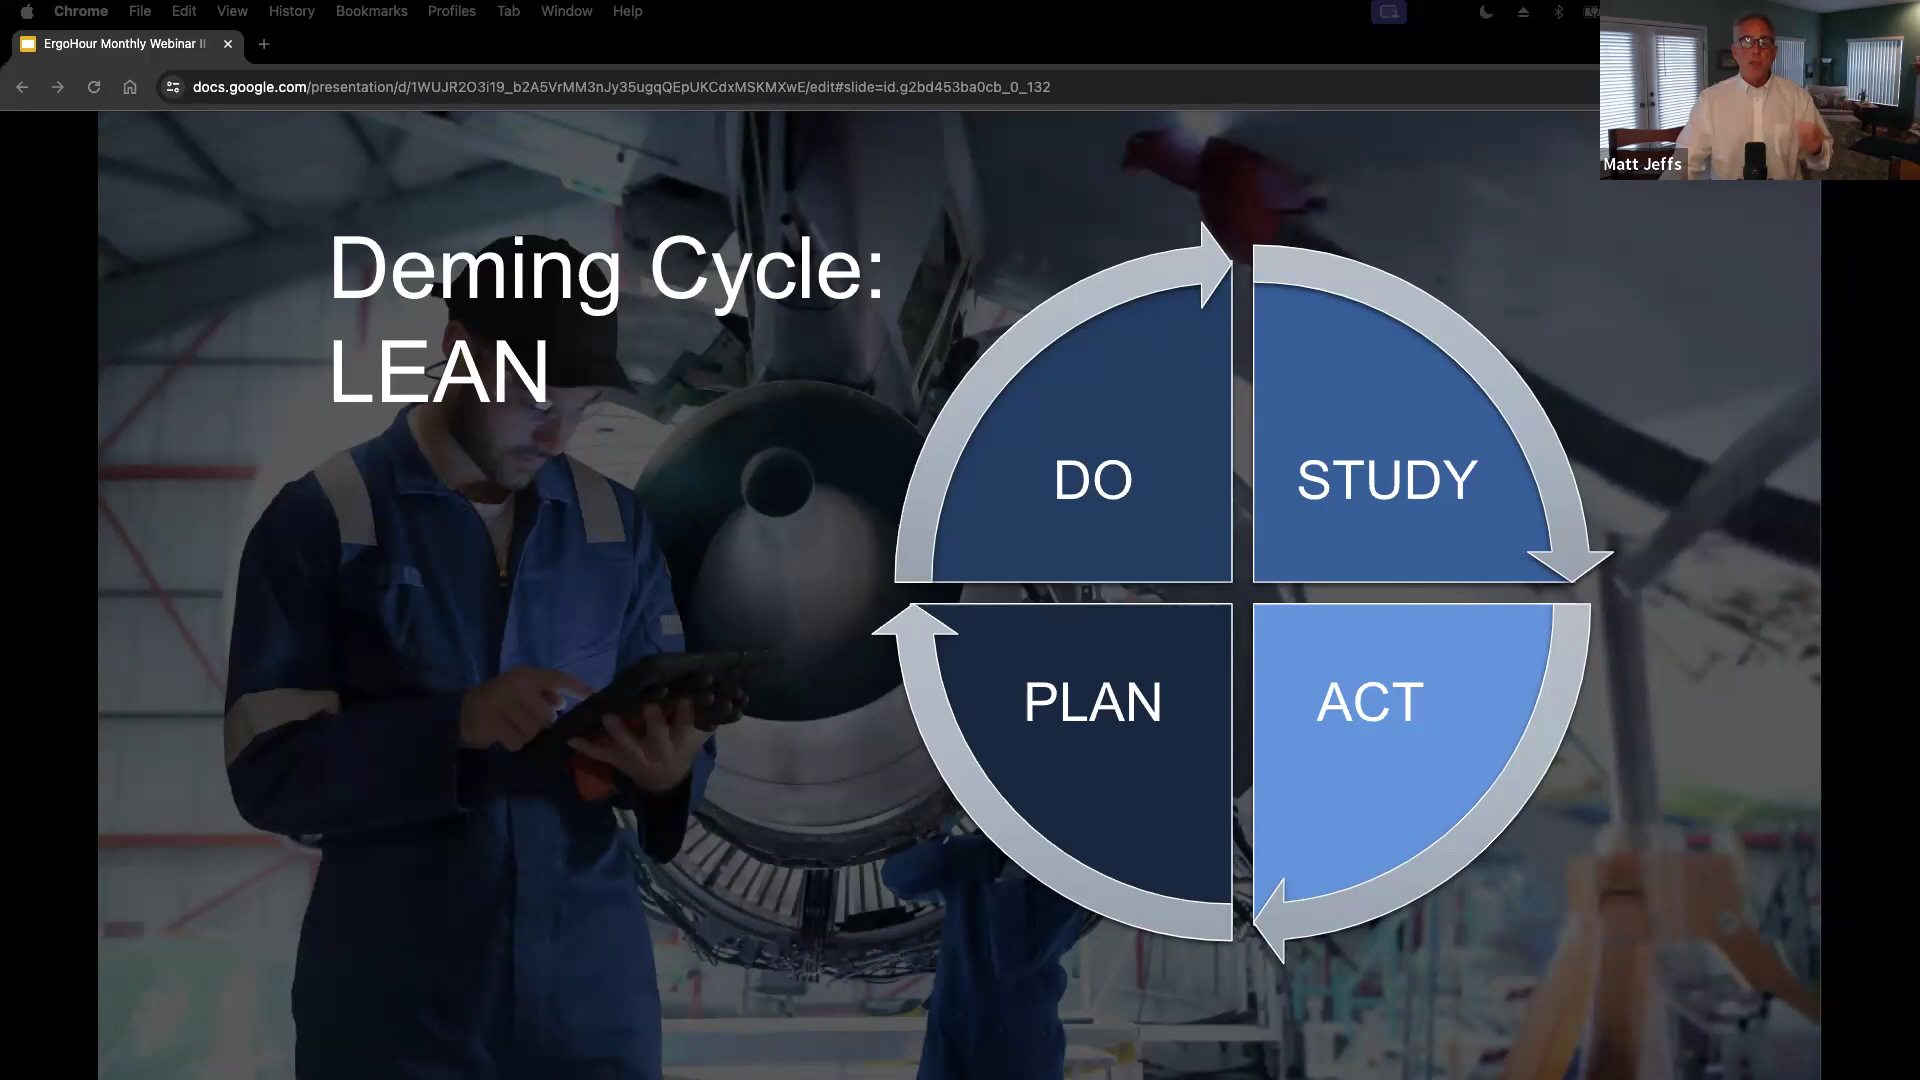 Chrome File Edit View History Bookmarks Profiles Tab Window Help
ErgoHour Monthly Webinar
docs.google.com/presentation/d/1WUJR2O3i19_b2A5VrMM3nJy35ugqQEpUKCdxMSKMXwE/edit#slide=id.g2bd453ba0cb_0_132
Matt Jeffs
Deming Cycle:
LEAN
DO
STUDY
PLAN
ACT